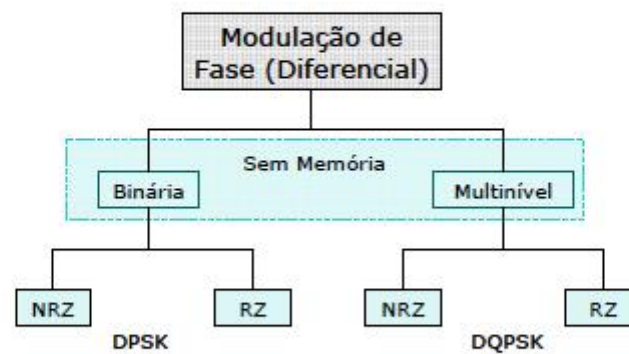 Modulação de
Fase (Diferencial)
Sem Memória
Binária
Multinível
NRZ
RZ
NRZ
RZ
DPSK
DQPSK